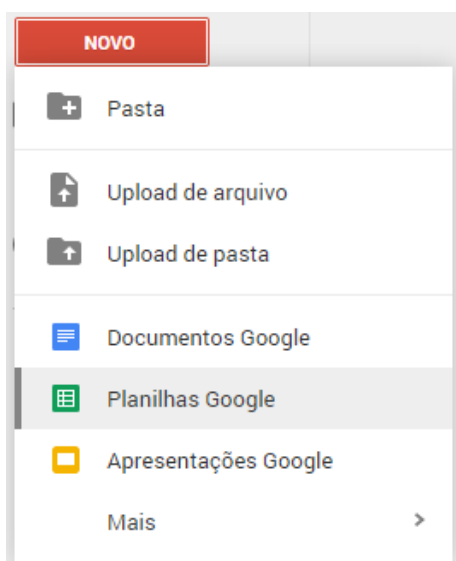 NOVO
Pasta
Upload de arquivo
Upload de pasta
Documentos Google
Planilhas Google
Apresentações Google
Mais